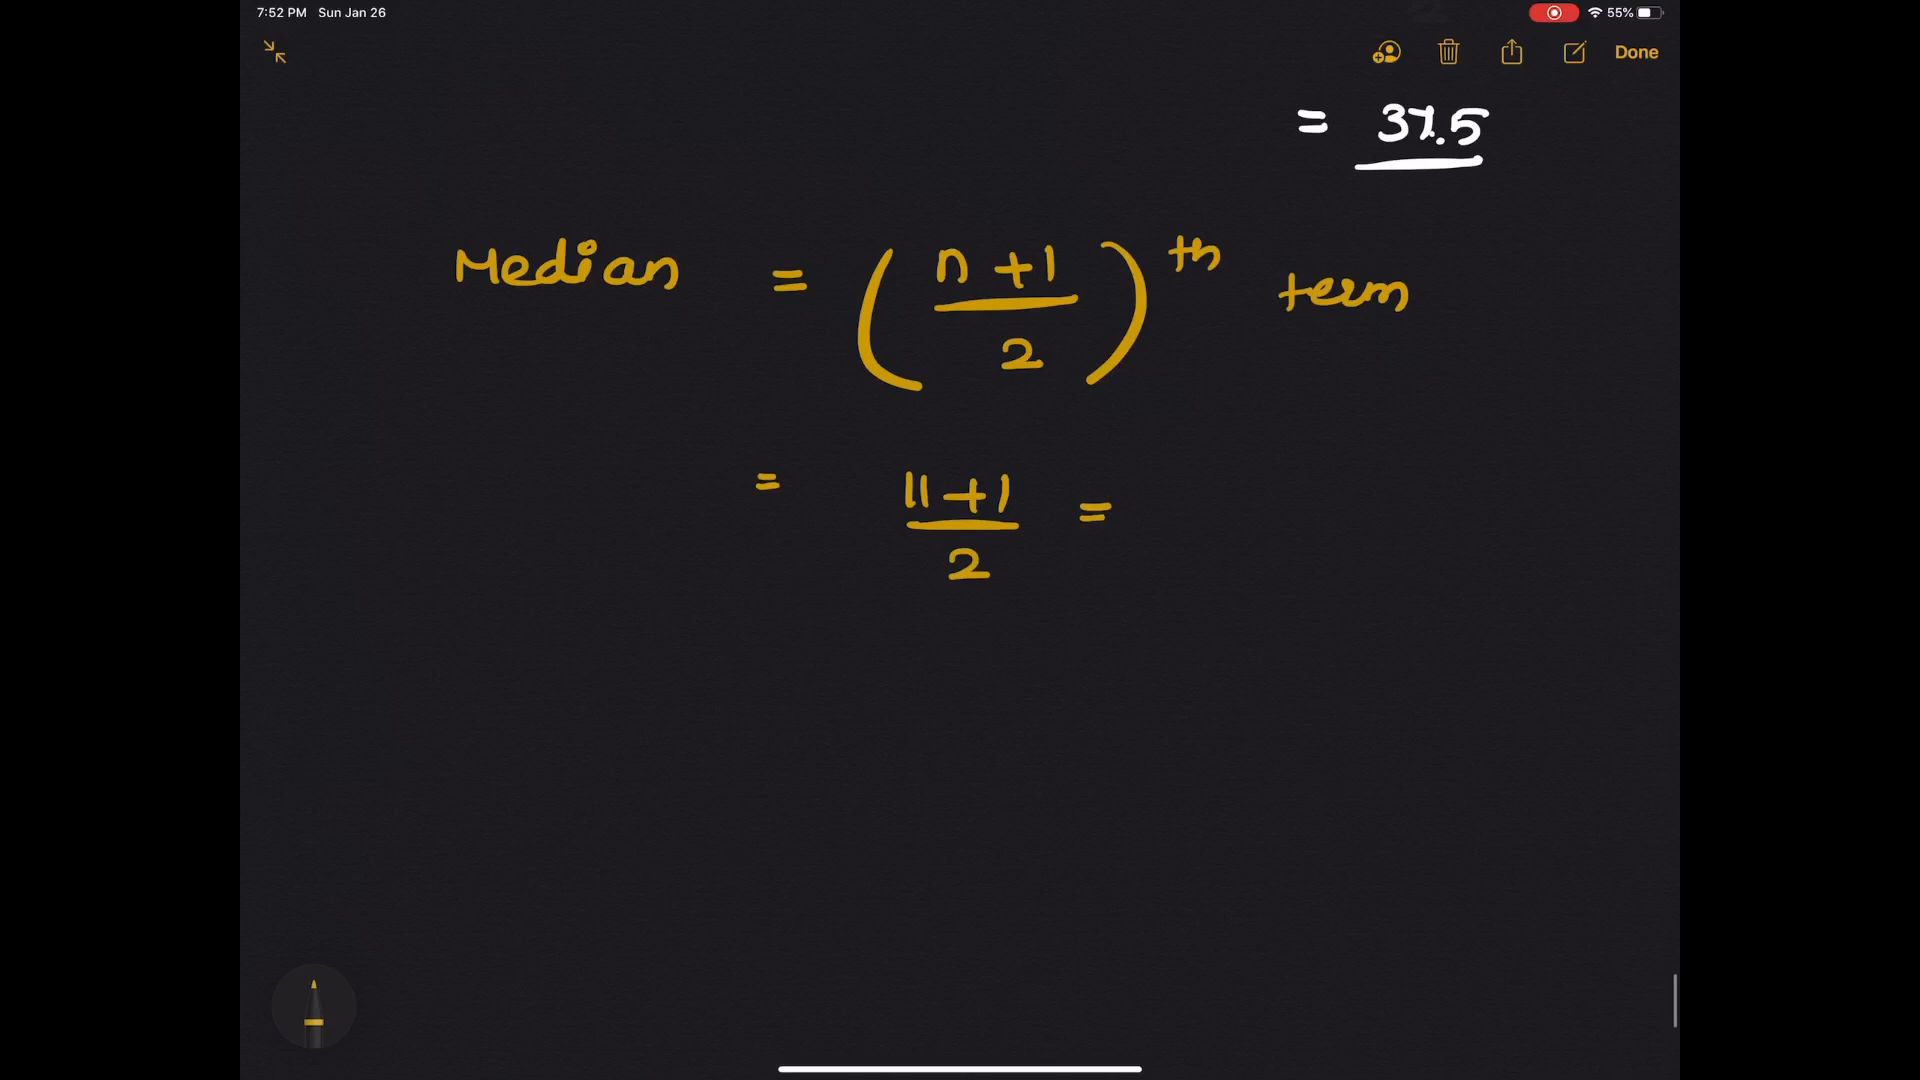 7:52 PM Sun Jan 26
55%
Done
= 37.5
Median = ( n + 1 / 2 ) th term
= 11 + 1 / 2 =